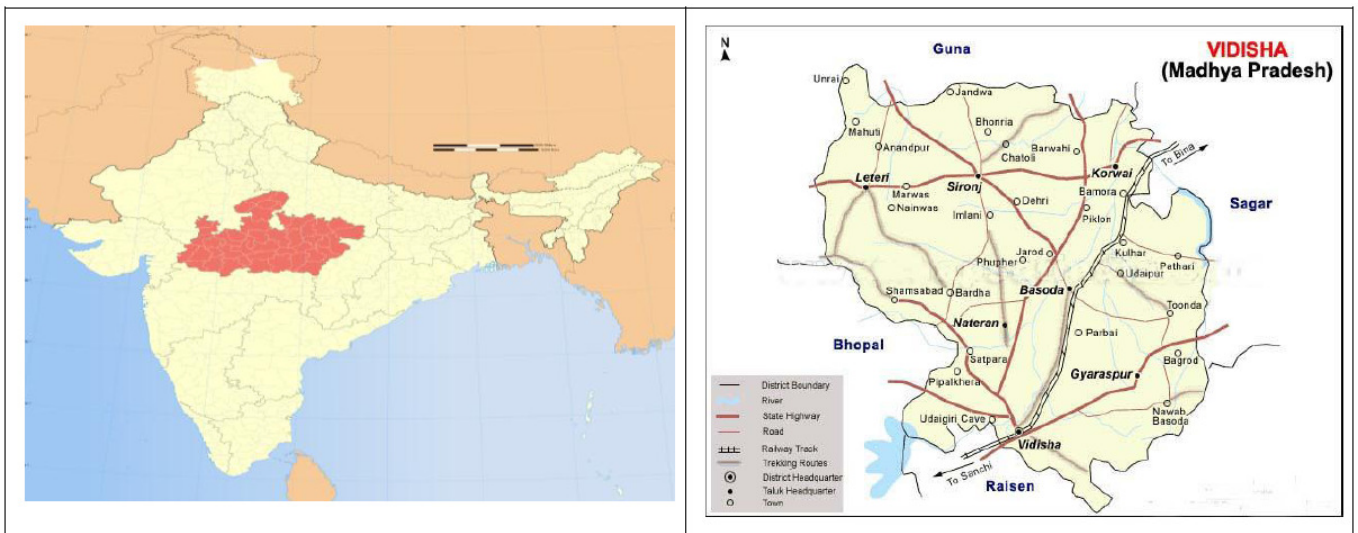 N
Guna
VIDISHA
(Madhya Pradesh)
Unrai
Jandwa
Mahuti
Bhonria
Anandpur
Chatoli
Barwahi
To Bina
Leteri
Sironj
Korwai
Marwas
Bamora
Nainwas
Dehri
Imlani
Piklon
Sagar
Jarod
Kulhar
Phupher
Pethari
Udaipur
Shamsabad
Bardha
Basoda
Toonda
Nateran
Parbai
Bhopal
Satpara
Bagrod
Pipalkhera
Gyaraspur
Udaigiri Cave
Nawab
Basoda
Vidisha
To Sanchi
Raisen
District Boundary
River
State Highway
Road
Railway Track
Trekking Routes
District Headquarter
Taluk Headquarter
Town